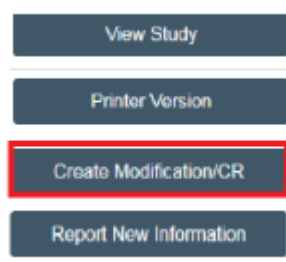 View Study
Printer Version
Create Modification/CR
Report New Information